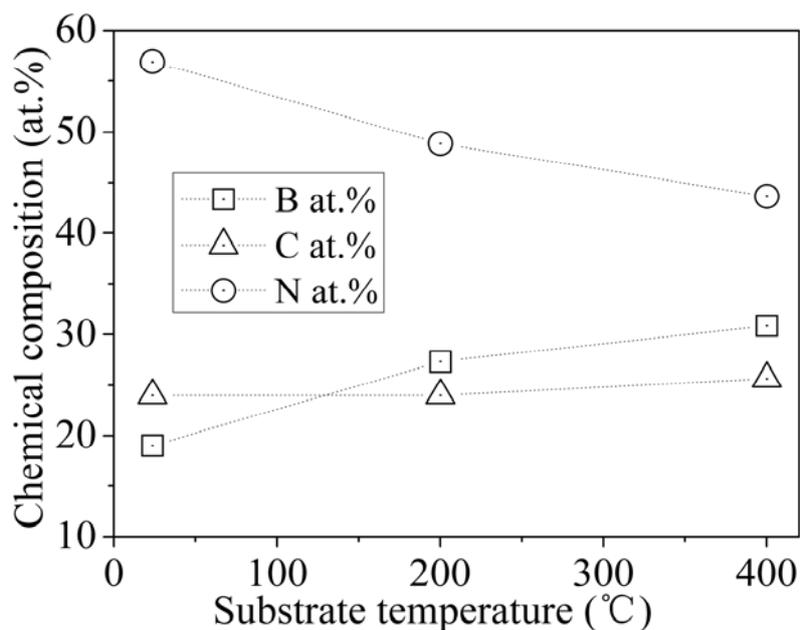 Chemical composition (at.%)
60
50
40
30
20
10
B at.%
C at.%
N at.%
0 100 200 300 400
Substrate temperature (℃)